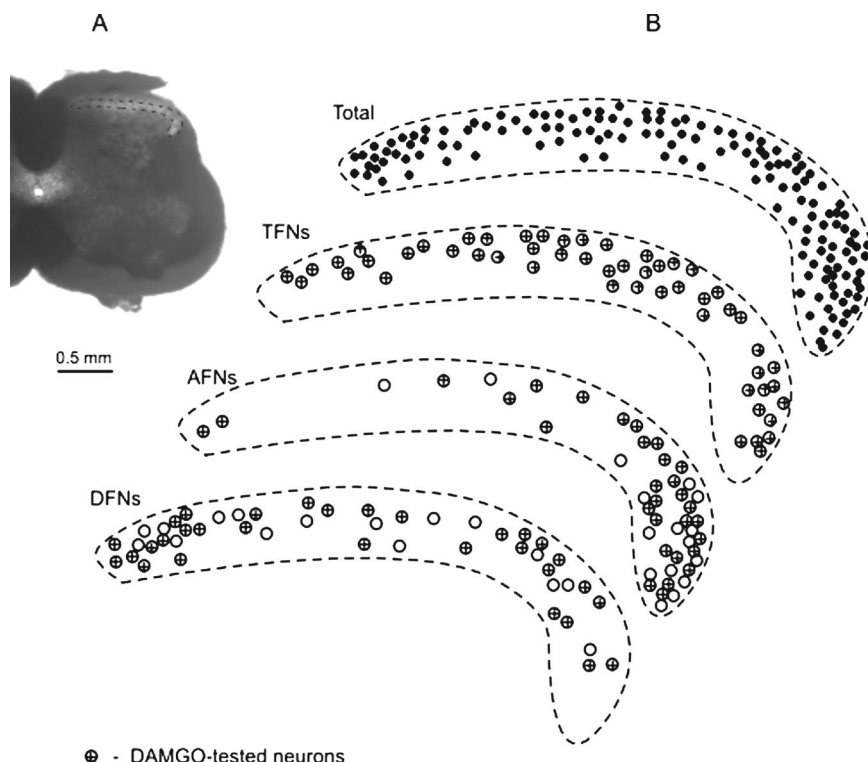 A
B
Total
TFNs
0.5 mm
AFNs
DFNs
⊕ - DAMGO-tested neurons